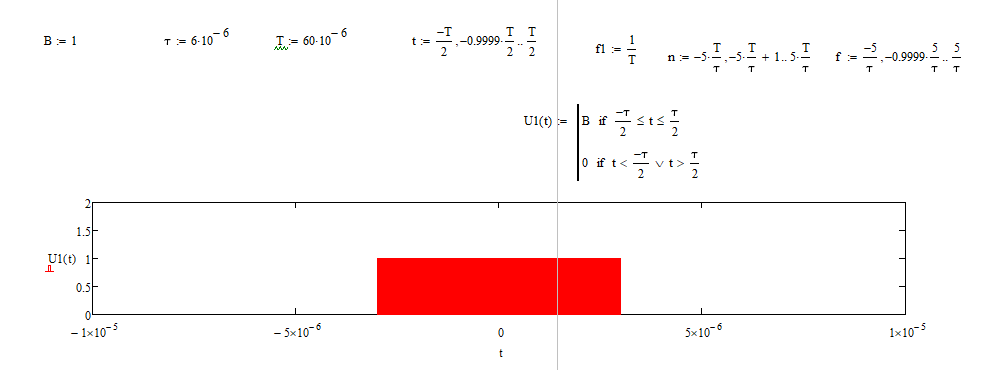 B := 1 τ := 6·10^-6 T := 60·10^-6 t := -T/2, -0.9999·T/2 .. T/2 f1 := 1/T n := -5·T/τ, -5·T/τ + 1 .. 5·T/τ f := -5/τ, -0.9999·5/τ .. 5/τ
U1(t) := B if -τ/2 ≤ t ≤ τ/2
0 if t < -τ/2 ∨ t > τ/2
2
1.5
U1(t) 1
0.5
0
-1×10^-5 -5×10^-6 0 5×10^-6 1×10^-5
t